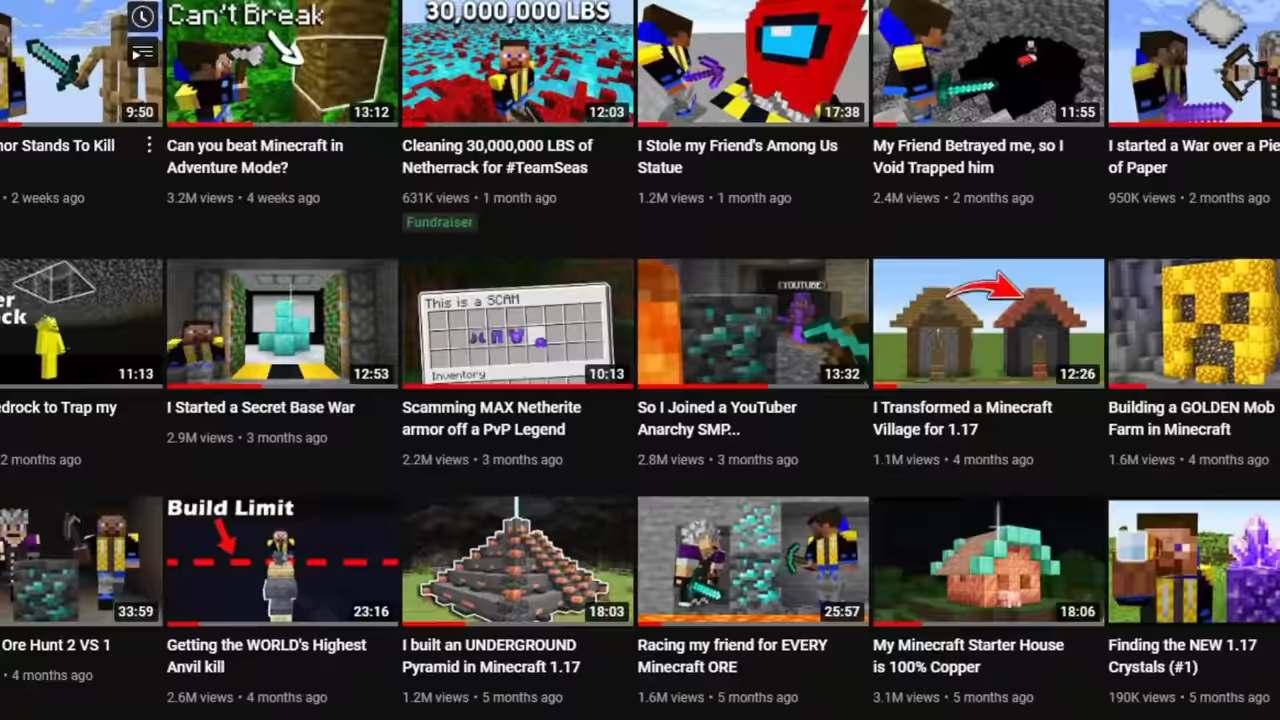 Can't Break
30,000,000 LBS
9:50
13:12
12:03
17:38
11:55
nor Stands To Kill
Can you beat Minecraft in
Adventure Mode?
Cleaning 30,000,000 LBS of
Netherrack for #TeamSeas
I Stole my Friend's Among Us
Statue
My Friend Betrayed me, so I
Void Trapped him
I started a War over a Pie
of Paper
• 2 weeks ago
3.2M views • 4 weeks ago
631K views • 1 month ago
1.2M views • 1 month ago
2.4M views • 2 months ago
950K views • 2 months ago
Fundraiser
er
ck
This is a SCAM
Inventory
[YOUTUBE]
11:13
12:53
10:13
13:32
12:26
edrock to Trap my
I Started a Secret Base War
Scamming MAX Netherite
armor off a PvP Legend
So I Joined a YouTuber
Anarchy SMP...
I Transformed a Minecraft
Village for 1.17
Building a GOLDEN Mob
Farm in Minecraft
2 months ago
2.9M views • 3 months ago
2.2M views • 3 months ago
2.8M views • 3 months ago
1.1M views • 4 months ago
1.6M views • 4 months ago
Build Limit
33:59
23:16
18:03
25:57
18:06
Ore Hunt 2 VS 1
Getting the WORLD's Highest
Anvil kill
I built an UNDERGROUND
Pyramid in Minecraft 1.17
Racing my friend for EVERY
Minecraft ORE
My Minecraft Starter House
is 100% Copper
Finding the NEW 1.17
Crystals (#1)
• 4 months ago
2.6M views • 4 months ago
1.2M views • 5 months ago
1.6M views • 5 months ago
3.1M views • 5 months ago
190K views • 5 months ago